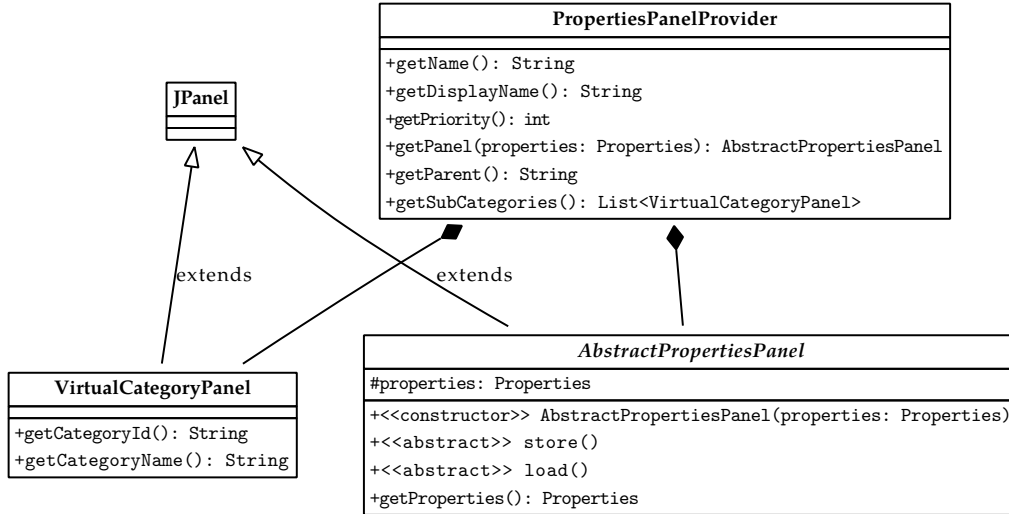 PropertiesPanelProvider
+getName(): String
+getDisplayName(): String
+getPriority(): int
+getPanel(properties: Properties): AbstractPropertiesPanel
+getParent(): String
+getSubCategories(): List<VirtualCategoryPanel>
JPanel
extends
extends
VirtualCategoryPanel
+getCategoryId(): String
+getCategoryName(): String
AbstractPropertiesPanel
#properties: Properties
+<<constructor>> AbstractPropertiesPanel(properties: Properties)
+<<abstract>> store()
+<<abstract>> load()
+getProperties(): Properties